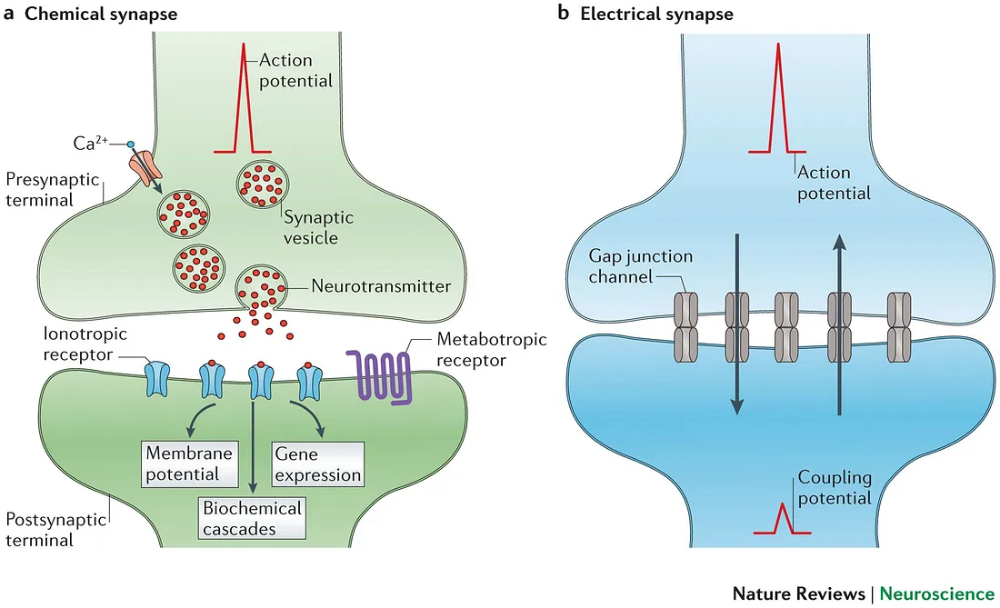 a Chemical synapse
Action
potential
Ca²⁺
Presynaptic
terminal
Synaptic
vesicle
Neurotransmitter
Ionotropic
receptor
Metabotropic
receptor
Membrane
potential
Gene
expression
Biochemical
cascades
Postsynaptic
terminal
b Electrical synapse
Action
potential
Gap junction
channel
Coupling
potential
Nature Reviews | Neuroscience